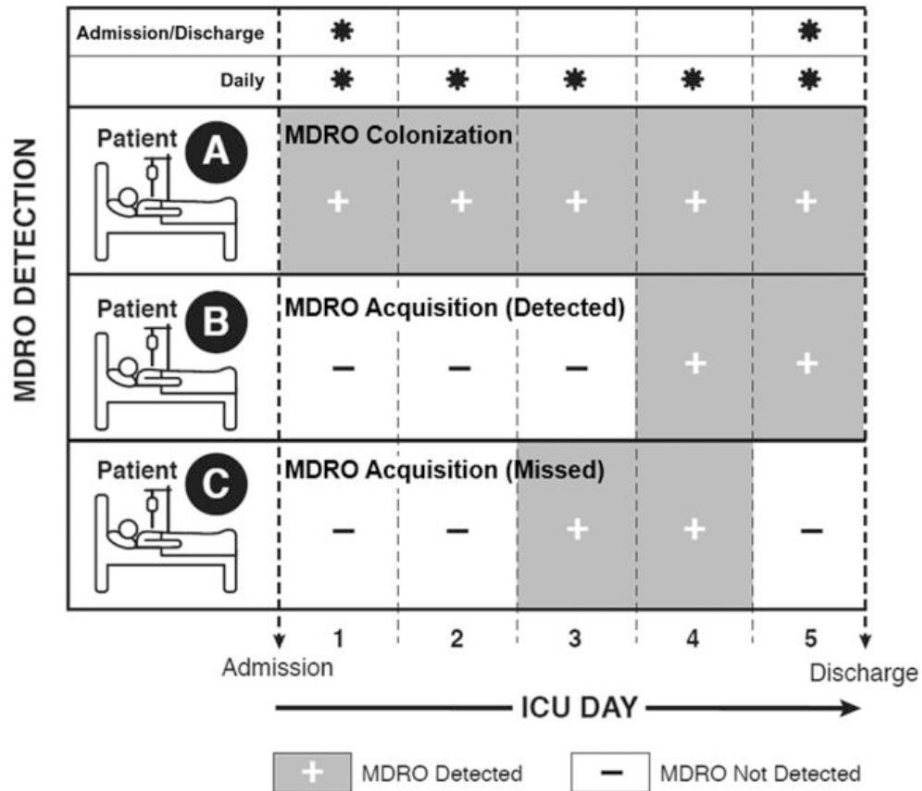 Admission/Discharge ✷ ✷
Daily ✷ ✷ ✷ ✷ ✷
MDRO DETECTION
Patient A
MDRO Colonization
+ + + + +
Patient B
MDRO Acquisition (Detected)
− − − + +
Patient C
MDRO Acquisition (Missed)
− − + + −
1 2 3 4 5
Admission
Discharge
ICU DAY
+ MDRO Detected
− MDRO Not Detected